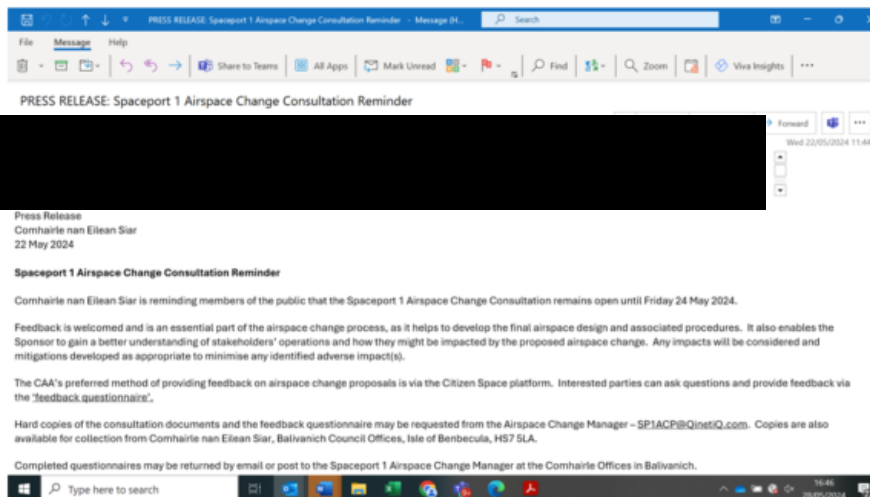 PRESS RELEASE: Spaceport 1 Airspace Change Consultation Reminder - Message (H...
Search
File Message Help
Share to Teams All Apps Mark Unread Find Zoom Viva Insights
PRESS RELEASE: Spaceport 1 Airspace Change Consultation Reminder
Forward
Wed 22/05/2024 11:44
Press Release
Comhairle nan Eilean Siar
22 May 2024
Spaceport 1 Airspace Change Consultation Reminder
Comhairle nan Eilean Siar is reminding members of the public that the Spaceport 1 Airspace Change Consultation remains open until Friday 24 May 2024.
Feedback is welcomed and is an essential part of the airspace change process, as it helps to develop the final airspace design and associated procedures. It also enables the
Sponsor to gain a better understanding of stakeholders' operations and how they might be impacted by the proposed airspace change. Any impacts will be considered and
mitigations developed as appropriate to minimise any identified adverse impact(s).
The CAA's preferred method of providing feedback on airspace change proposals is via the Citizen Space platform. Interested parties can ask questions and provide feedback via
the 'feedback questionnaire'.
Hard copies of the consultation documents and the feedback questionnaire may be requested from the Airspace Change Manager – SP1ACP@QinetiQ.com. Copies are also
available for collection from Comhairle nan Eilean Siar, Balivanich Council Offices, Isle of Benbecula, HS7 5LA.
Completed questionnaires may be returned by email or post to the Spaceport 1 Airspace Change Manager at the Comhairle Offices in Balivanich.
Type here to search
16:46
28/05/2024